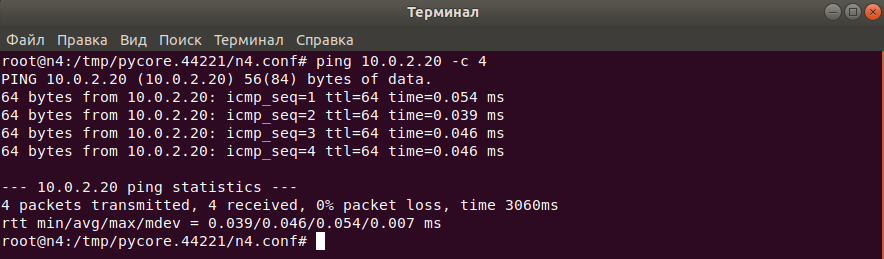 Терминал
Файл Правка Вид Поиск Терминал Справка
root@n4:/tmp/pycore.44221/n4.conf# ping 10.0.2.20 -c 4
PING 10.0.2.20 (10.0.2.20) 56(84) bytes of data.
64 bytes from 10.0.2.20: icmp_seq=1 ttl=64 time=0.054 ms
64 bytes from 10.0.2.20: icmp_seq=2 ttl=64 time=0.039 ms
64 bytes from 10.0.2.20: icmp_seq=3 ttl=64 time=0.046 ms
64 bytes from 10.0.2.20: icmp_seq=4 ttl=64 time=0.046 ms
--- 10.0.2.20 ping statistics ---
4 packets transmitted, 4 received, 0% packet loss, time 3060ms
rtt min/avg/max/mdev = 0.039/0.046/0.054/0.007 ms
root@n4:/tmp/pycore.44221/n4.conf#